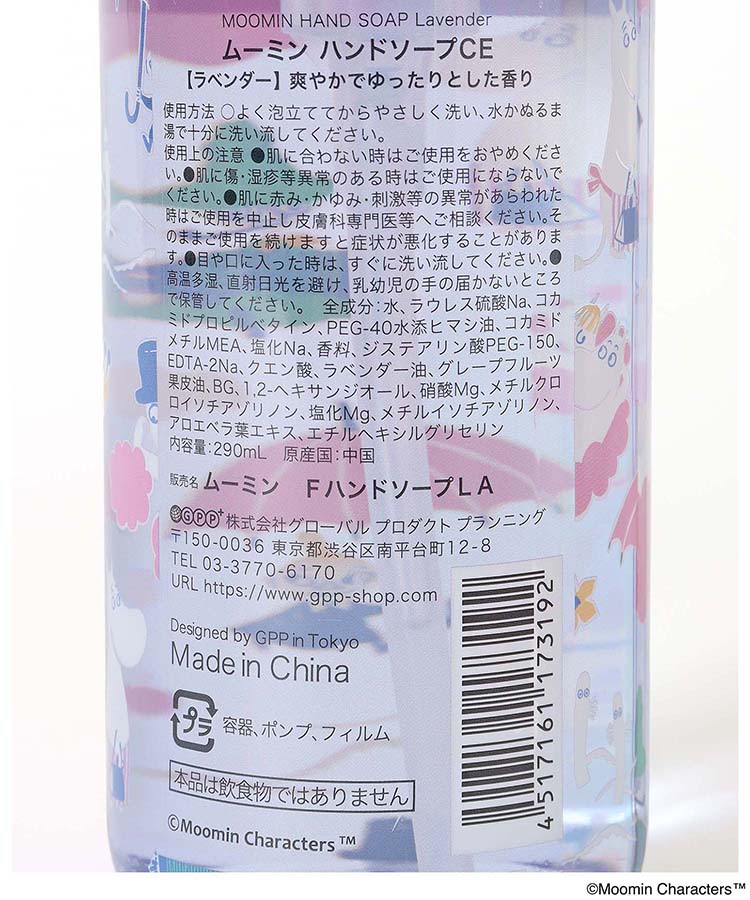 MOOMIN HAND SOAP Lavender
ムーミン ハンドソープCE
【ラベンダー】爽やかでゆったりとした香り
使用方法 〇よく泡立ててからやさしく洗い、水かぬるま
湯で十分に洗い流してください。
使用上の注意 ●肌に合わない時はご使用をおやめくださ
い。●肌に傷・湿疹等異常のある時はご使用にならないで
ください。●肌に赤み・かゆみ・刺激等の異常があらわれた
時はご使用を中止し皮膚科専門医等へご相談ください。そ
のままご使用を続けますと症状が悪化することがありま
す。●目や口に入った時は、すぐに洗い流してください。●
高温多湿、直射日光を避け、乳幼児の手の届かないところ
で保管してください。 全成分：水、ラウレス硫酸Na、コカ
ミドプロピルベタイン、PEG-40水添ヒマシ油、コカミド
メチルMEA、塩化Na、香料、ジステアリン酸PEG-150、
EDTA-2Na、クエン酸、ラベンダー油、グレープフルーツ
果皮油、BG、1,2-ヘキサンジオール、硝酸Mg、メチルクロ
ロイソチアゾリノン、塩化Mg、メチルイソチアゾリノン、
アロエベラ葉エキス、エチルヘキシルグリセリン
内容量：290mL 原産国：中国
販売名 ムーミン FハンドソープLA
GPP+ 株式会社グローバル プロダクト プランニング
〒150-0036 東京都渋谷区南平台町12-8
TEL 03-3770-6170
URL https://www.gpp-shop.com
Designed by GPP in Tokyo
Made in China
プラ 容器、ポンプ、フィルム
本品は飲食物ではありません
©Moomin Characters™
4 517161 173192
©Moomin Characters™